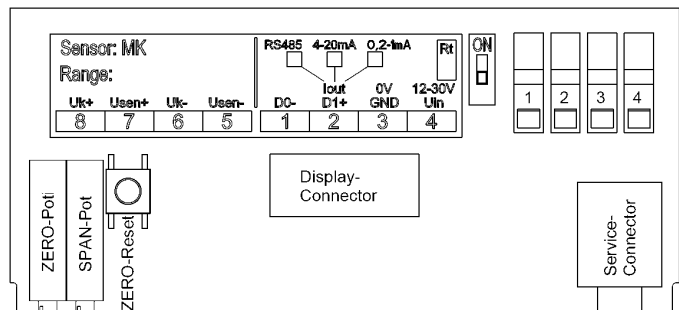 Sensor: MK
Range:
RS485 4-20mA 0,2-1mA Rt
ON
Iout 0V 12-30V
Uk+ Usen+ Uk- Usen- D0- D1+ GND Uin
8 7 6 5 1 2 3 4
1 2 3 4
ZERO-Poti
SPAN-Pot
ZERO-Reset
Display-
Connector
Service-
Connector